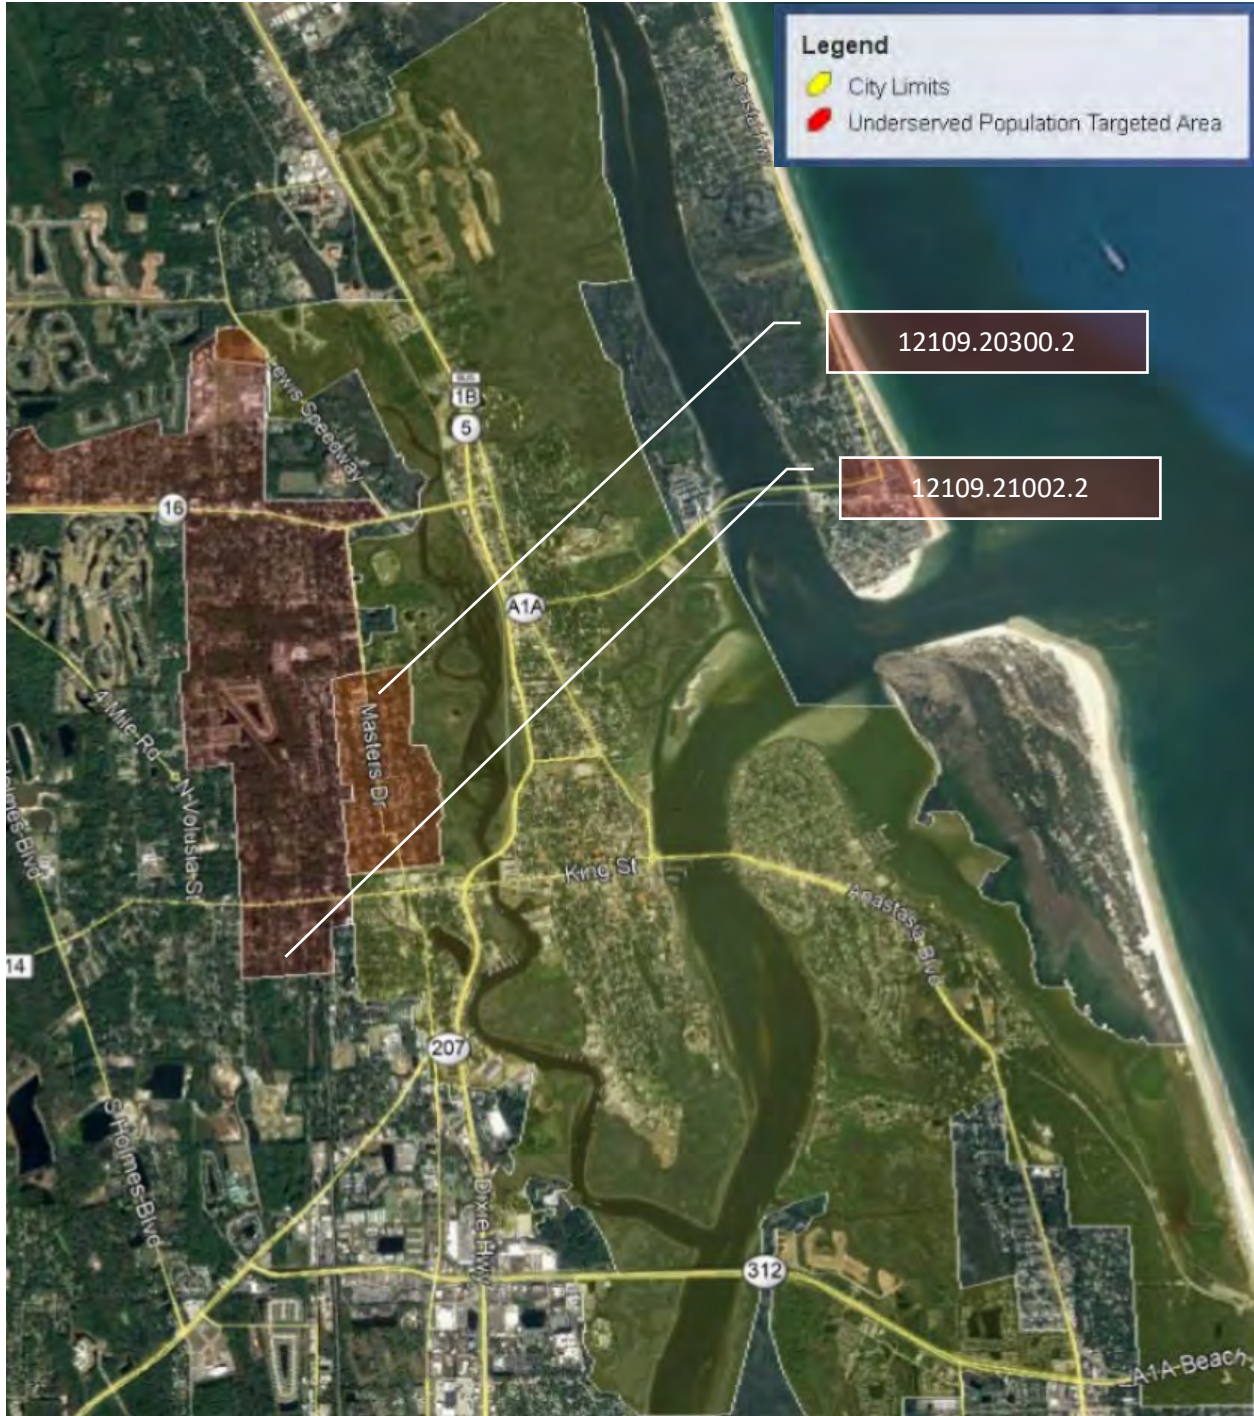 Legend
City Limits
Underserved Population Targeted Area
12109.20300.2
BUS
1B
5
Lewis Speedway
12109.21002.2
16
A1A
Masters Dr
4 Mile Rd
N Volusia St
King St
Anastasia Blvd
14
207
S Holmes Blvd
S Dixie Hwy
312
A1A Beach